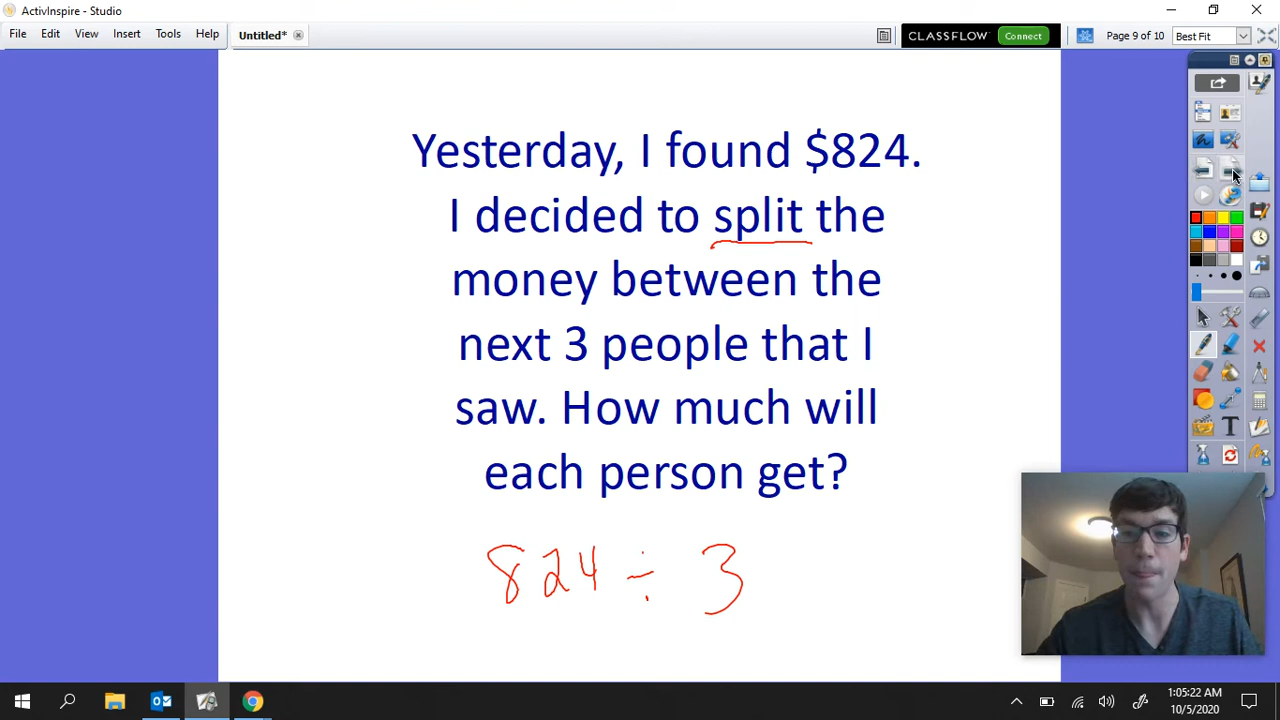 ActivInspire - Studio
File Edit View Insert Tools Help
Untitled*
CLASSFLOW Connect
Page 9 of 10
Best Fit
Yesterday, I found $824.
I decided to split the
money between the
next 3 people that I
saw. How much will
each person get?
824 ÷ 3
1:05:22 AM
10/5/2020